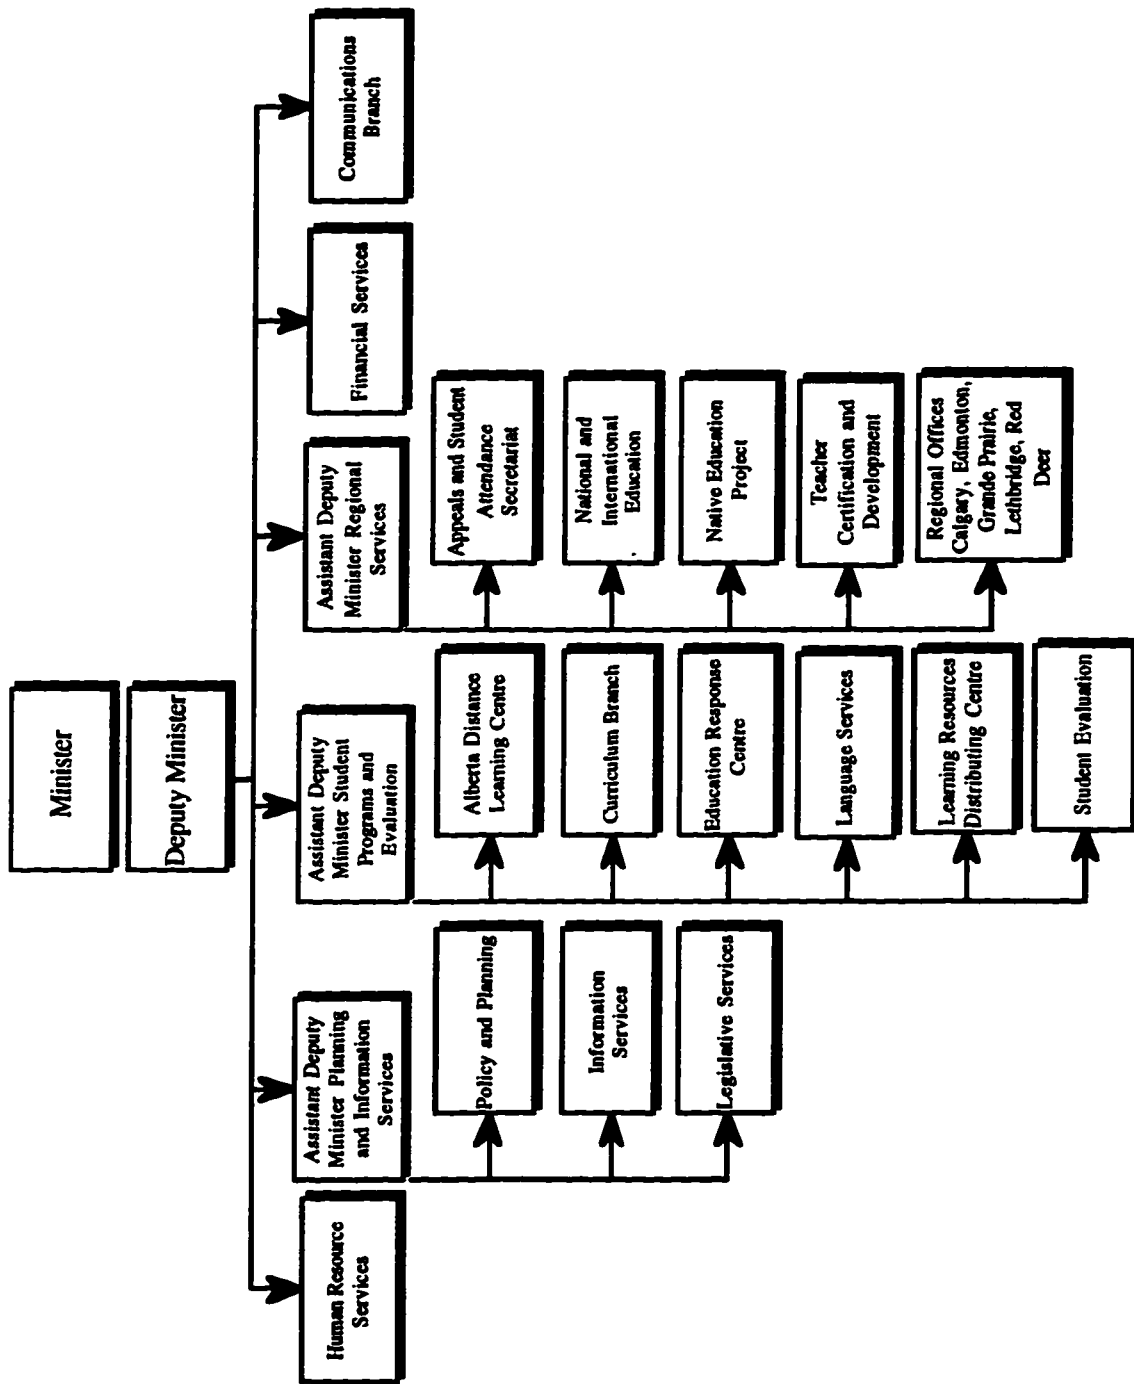 Minister
Deputy Minister
Human Resource
Services
Assistant Deputy
Minister Planning
and Information
Services
Assistant Deputy
Minister Student
Programs and
Evaluation
Assistant Deputy
Minister Regional
Services
Financial Services
Communications
Branch
Policy and Planning
Information
Services
Legislative Services
Alberta Distance
Learning Centre
Curriculum Branch
Education Response
Centre
Language Services
Learning Resources
Distributing Centre
Student Evaluation
Appeals and Student
Attendance
Secretariat
National and
International
Education
Native Education
Project
Teacher
Certification and
Development
Regional Offices
Calgary, Edmonton,
Grande Prairie,
Lethbridge, Red
Deer